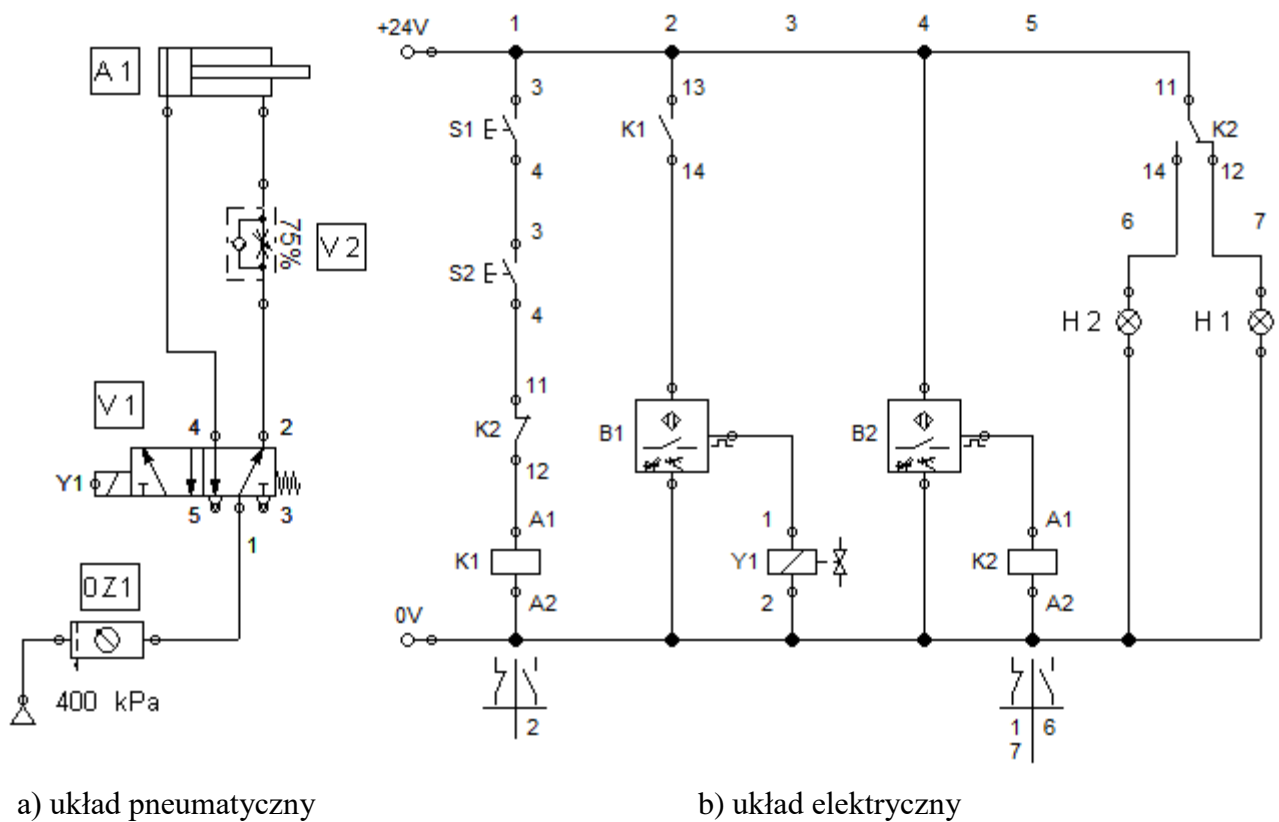 +24V 1 2 3 4 5
A 1
3 13 11
S1 K1 K2
4 14 14 12
3 6 7
75% V 2
S2
4
H 2 H 1
11
V 1
4 2
K2 B1 B2
12
Y1
5 3
1
A1 1 A1
K1 Y1 K2
0Z1
A2 2 A2
0V
400 kPa
2 1 6
7
a) układ pneumatyczny b) układ elektryczny